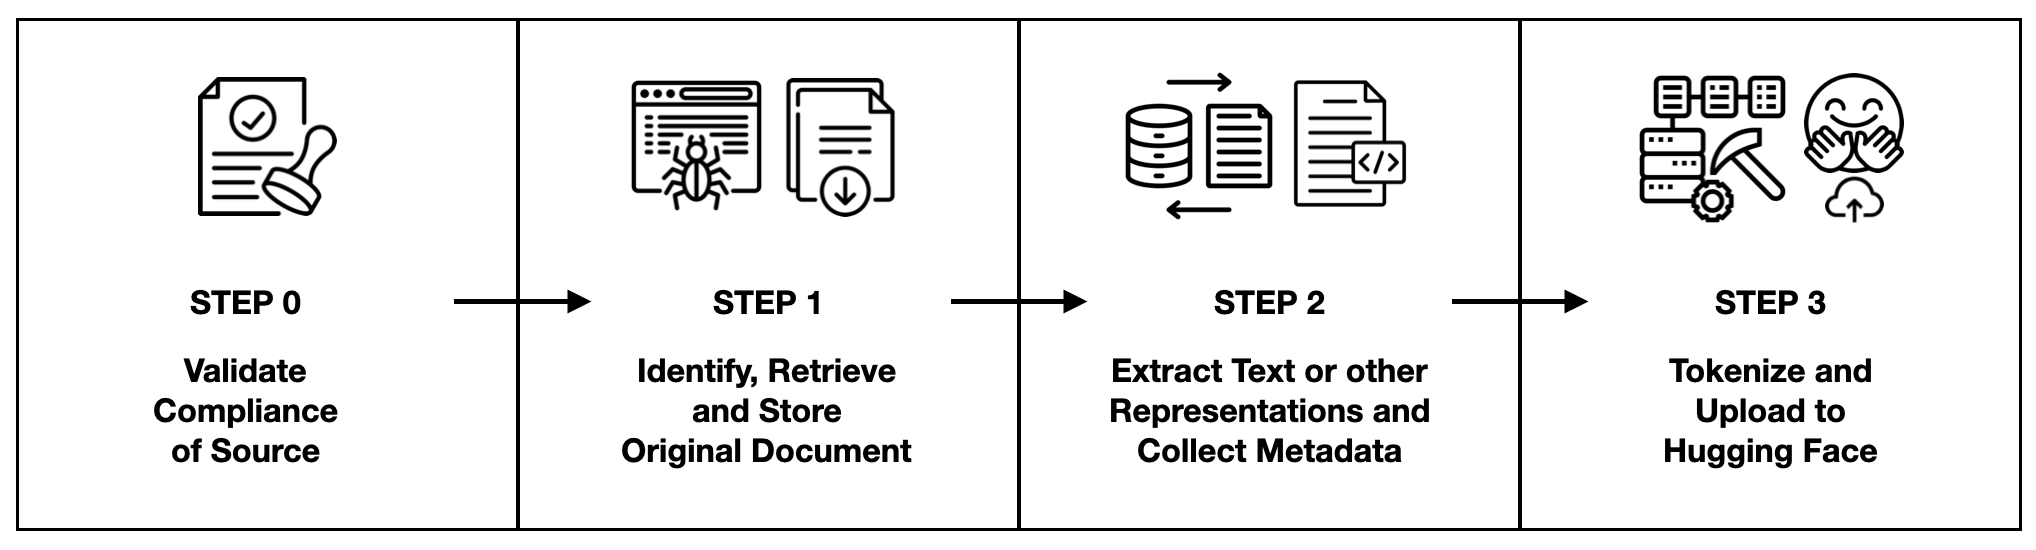 STEP 0
Validate
Compliance
of Source
STEP 1
Identify, Retrieve
and Store
Original Document
STEP 2
Extract Text or other
Representations and
Collect Metadata
</>
STEP 3
Tokenize and
Upload to
Hugging Face